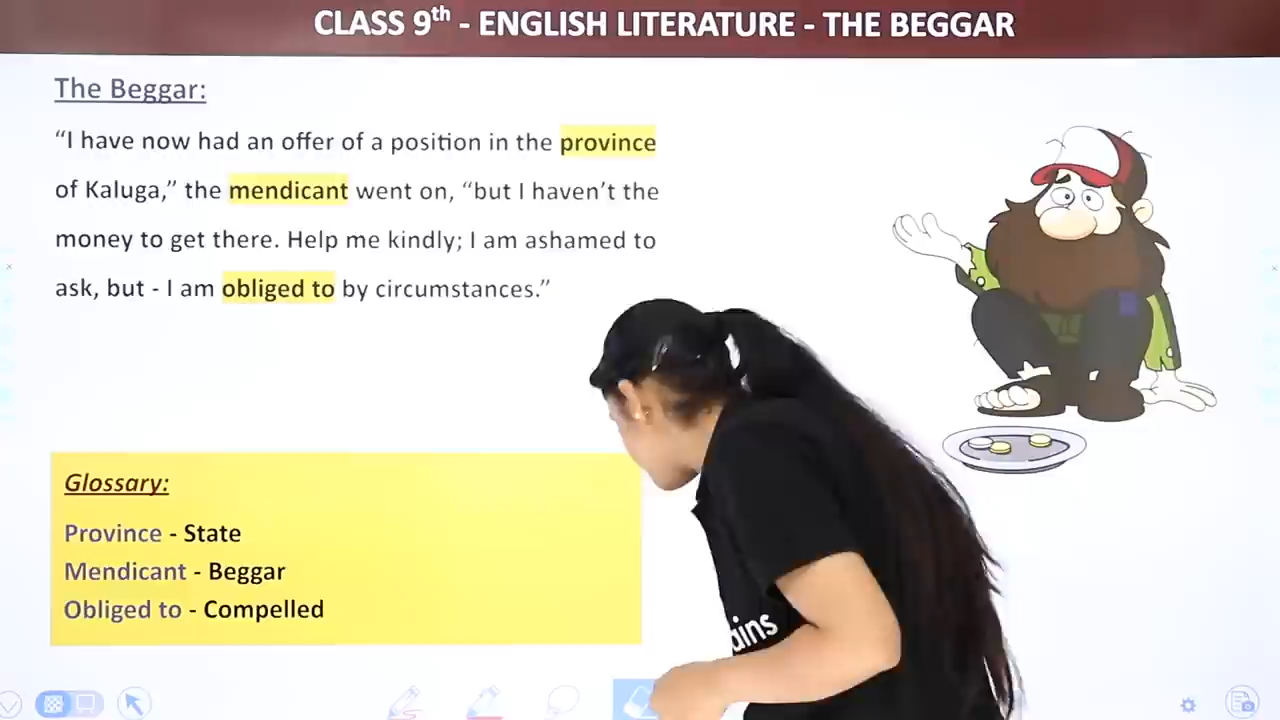 CLASS 9th - ENGLISH LITERATURE - THE BEGGAR
The Beggar:
“I have now had an offer of a position in the province
of Kaluga,” the mendicant went on, “but I haven’t the
money to get there. Help me kindly; I am ashamed to
ask, but - I am obliged to by circumstances.”
Glossary:
Province - State
Mendicant - Beggar
Obliged to - Compelled